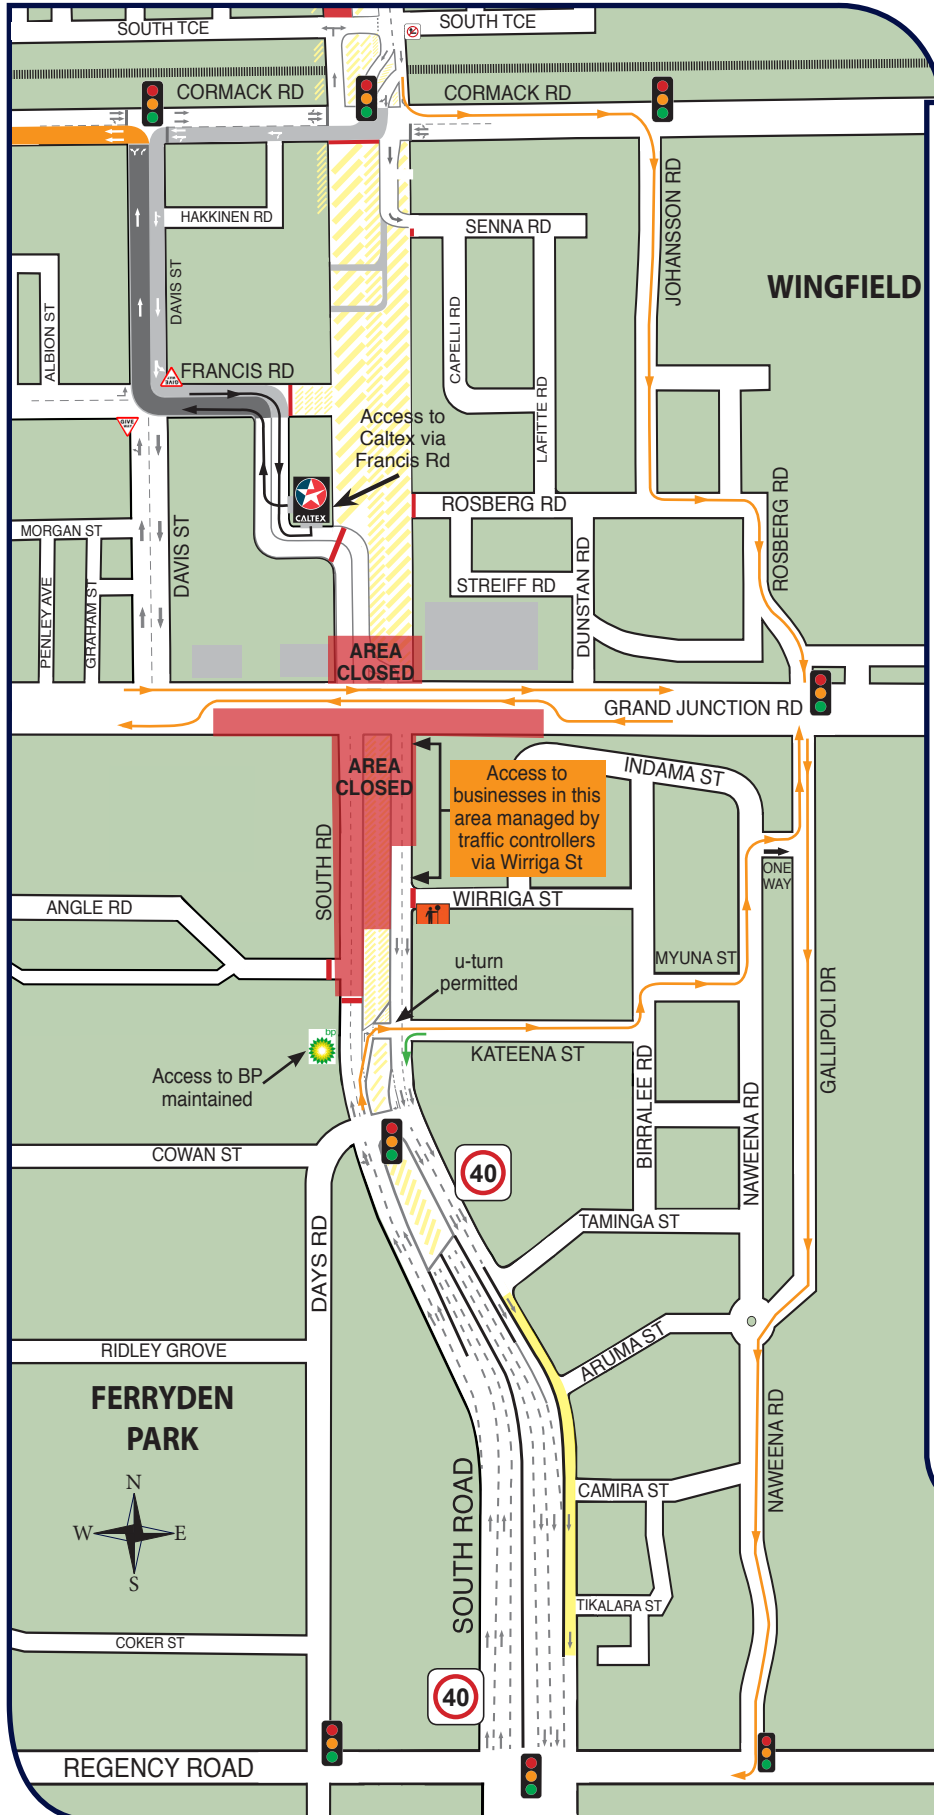 SOUTH TCE
SOUTH TCE
CORMACK RD
CORMACK RD
HAKKINEN RD
SENNA RD
JOHANSSON RD
WINGFIELD
DAVIS ST
ALBION ST
CAPELLI RD
LAFITTE RD
GIVE
WAY
FRANCIS RD
GIVE
WAY
Access to
Caltex via
Francis Rd
CALTEX
ROSBERG RD
ROSBERG RD
MORGAN ST
DAVIS ST
PENLEY AVE
GRAHAM ST
STREIFF RD
DUNSTAN RD
AREA
CLOSED
GRAND JUNCTION RD
AREA
CLOSED
Access to
businesses in this
area managed by
traffic controllers
via Wirriga St
INDAMA ST
SOUTH RD
ONE
WAY
ANGLE RD
WIRRIGA ST
MYUNA ST
u-turn
permitted
GALLIPOLI DR
bp
KATEENA ST
Access to BP
maintained
BIRRALEE RD
NAWEENA RD
COWAN ST
40
TAMINGA ST
DAYS RD
ARUMA ST
RIDLEY GROVE
FERRYDEN
PARK
NAWEENA RD
N
W
E
S
SOUTH ROAD
CAMIRA ST
TIKALARA ST
COKER ST
40
REGENCY ROAD